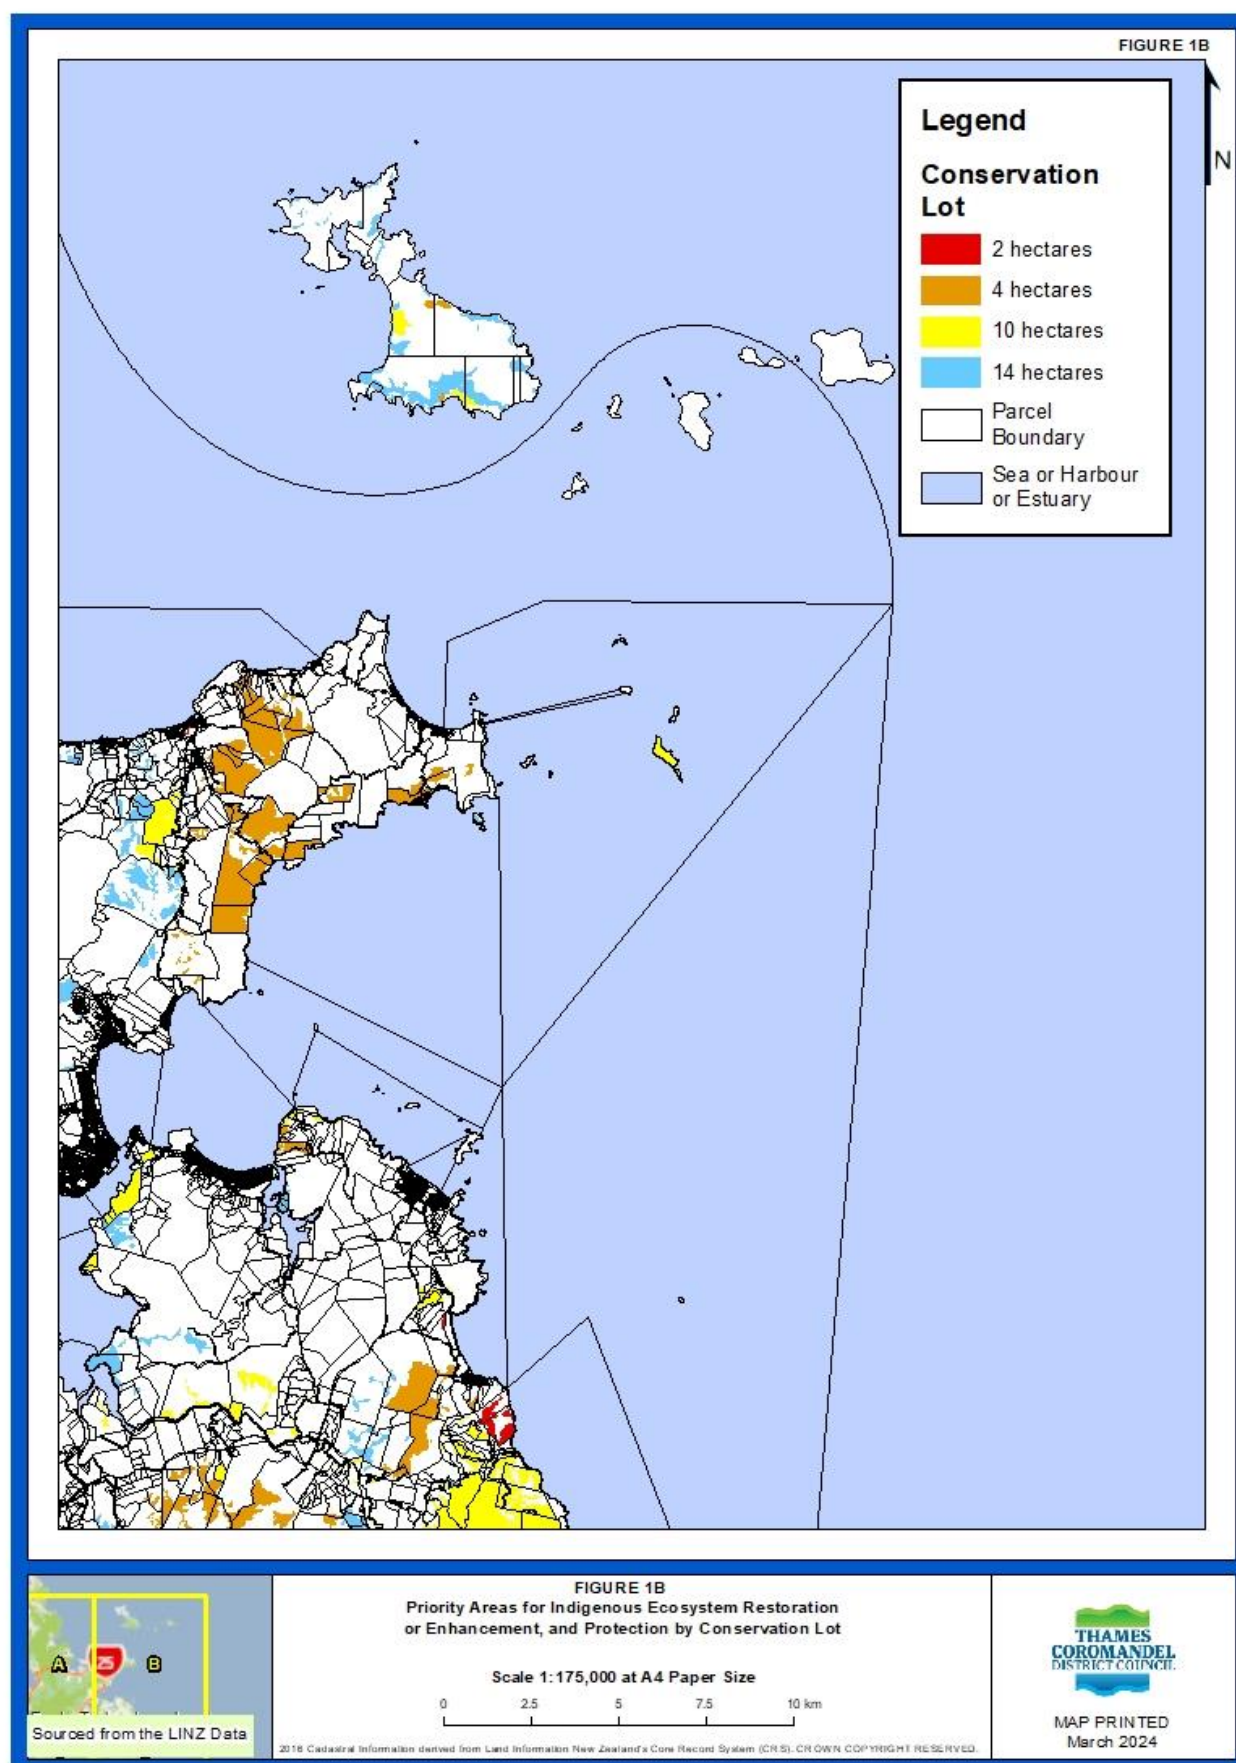 FIGURE 1B
Legend
Conservation
Lot
2 hectares
4 hectares
10 hectares
14 hectares
Parcel
Boundary
Sea or Harbour
or Estuary
N
A
25
B
Sourced from the LINZ Data
FIGURE 1B
Priority Areas for Indigenous Ecosystem Restoration
or Enhancement, and Protection by Conservation Lot
Scale 1:175,000 at A4 Paper Size
0 2.5 5 7.5 10 km
2016 Cadastral Information derived from Land Information New Zealand's Core Record System (CRS). CROWN COPYRIGHT RESERVED.
THAMES
COROMANDEL
DISTRICT COUNCIL
MAP PRINTED
March 2024